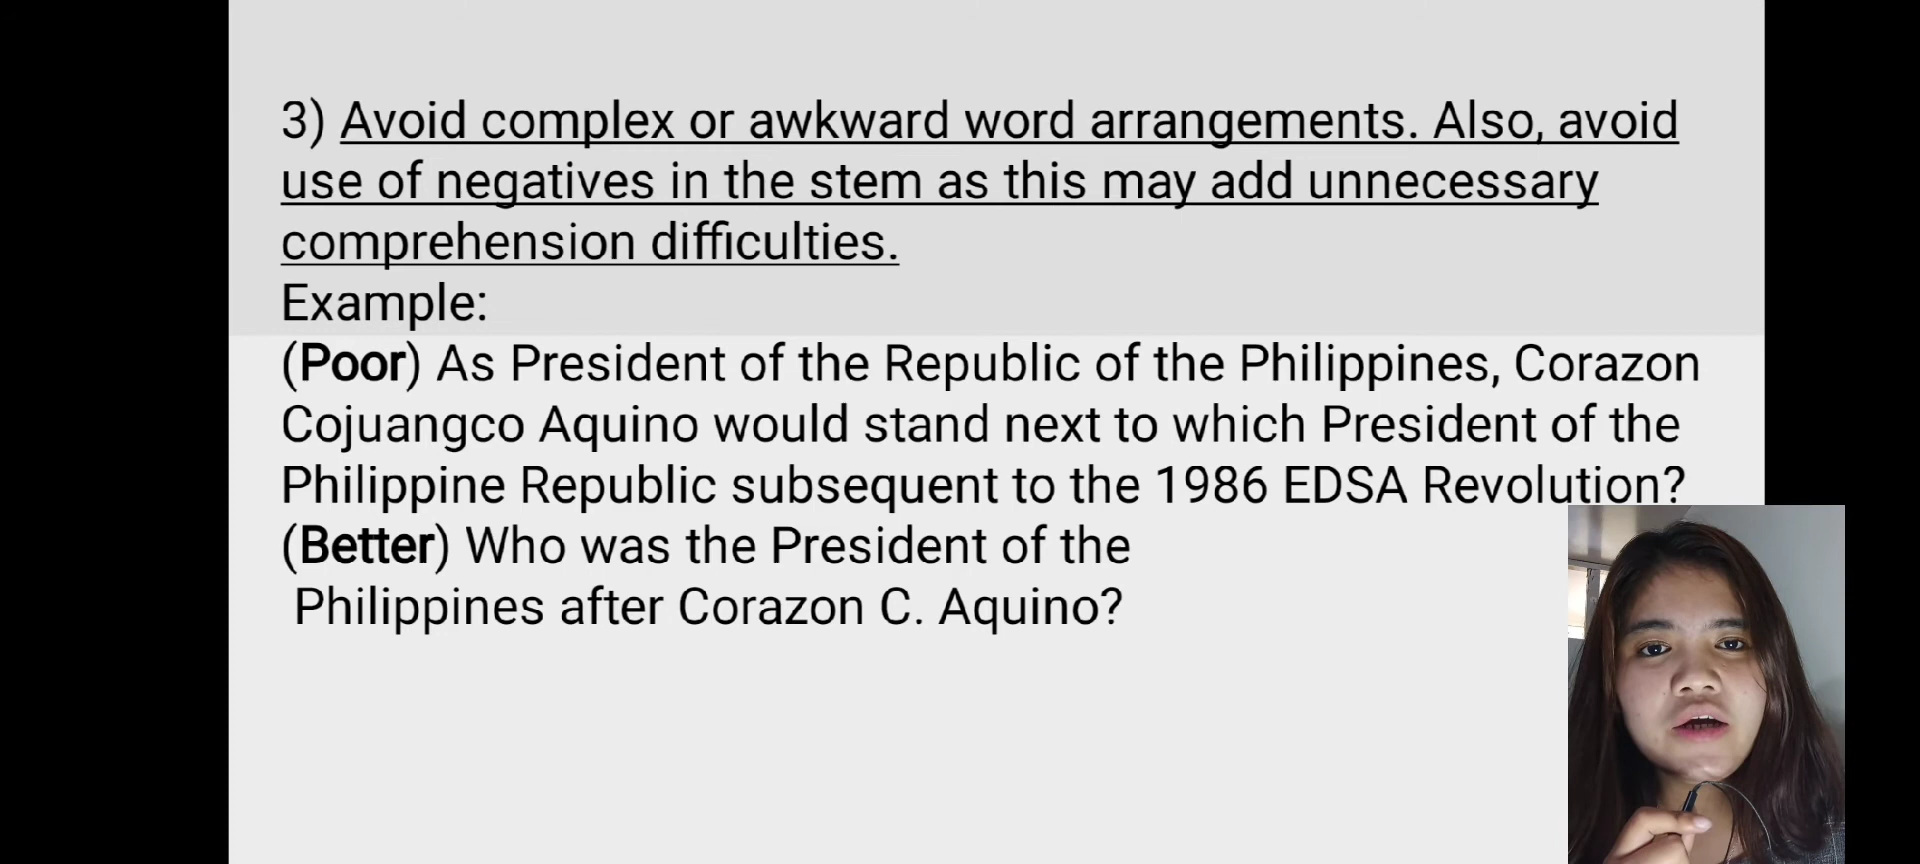 3) Avoid complex or awkward word arrangements. Also, avoid
use of negatives in the stem as this may add unnecessary
comprehension difficulties.
Example:
(Poor) As President of the Republic of the Philippines, Corazon
Cojuangco Aquino would stand next to which President of the
Philippine Republic subsequent to the 1986 EDSA Revolution?
(Better) Who was the President of the
Philippines after Corazon C. Aquino?